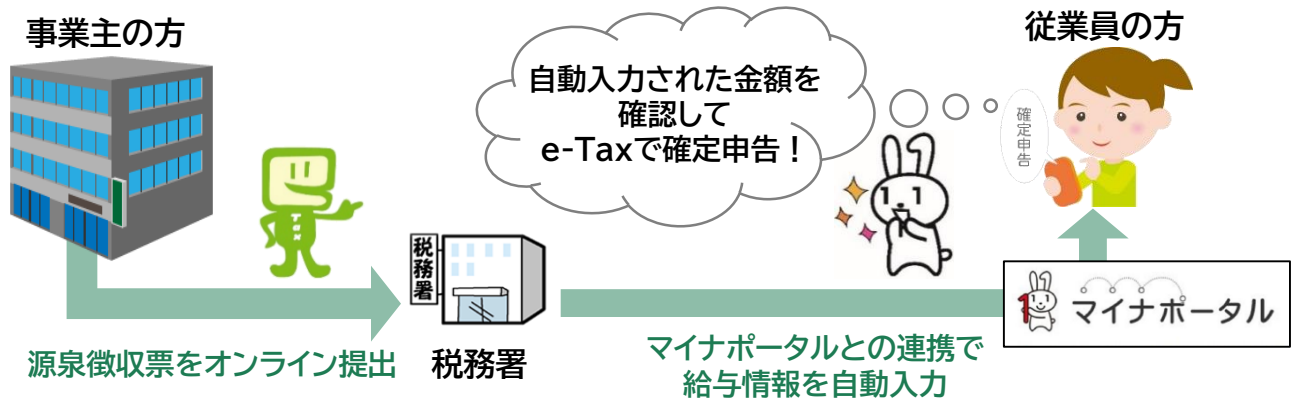 事業主の方
従業員の方
自動入力された金額を
確認して
e-Taxで確定申告！
確定申告
税務署
1 1
1
マイナポータル
源泉徴収票をオンライン提出
税務署
マイナポータルとの連携で
給与情報を自動入力